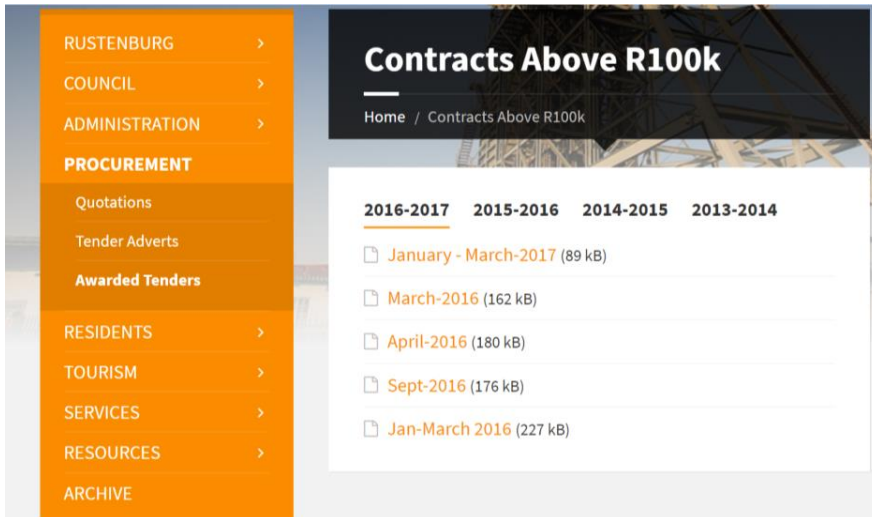 RUSTENBURG
COUNCIL
ADMINISTRATION
PROCUREMENT
Quotations
Tender Adverts
Awarded Tenders
RESIDENTS
TOURISM
SERVICES
RESOURCES
ARCHIVE
Contracts Above R100k
Home / Contracts Above R100k
2016-2017 2015-2016 2014-2015 2013-2014
January - March-2017 (89 kB)
March-2016 (162 kB)
April-2016 (180 kB)
Sept-2016 (176 kB)
Jan-March 2016 (227 kB)